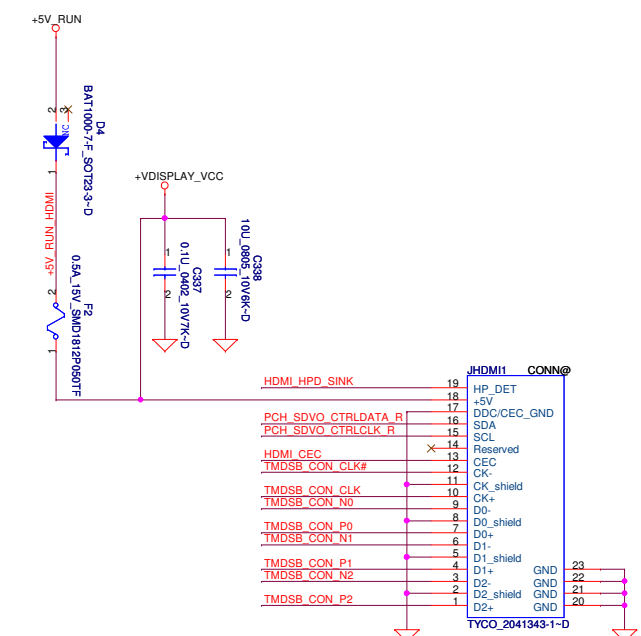 +5V_RUN
2
3
NC
D4
BAT1000-7-F_SOT23-3~D
1
+5V_RUN_HDMI
2
F2
0.5A_15V_SMD1812P050TF
1
+VDISPLAY_VCC
1
2
C337
0.1U_0402_10V7K~D
1
2
C338
10U_0805_10V6K~D
JHDMI1 CONN@
HDMI_HPD_SINK 19 HP_DET
18 +5V
17 DDC/CEC_GND
PCH_SDVO_CTRLDATA_R 16 SDA
PCH_SDVO_CTRLCLK_R 15 SCL
14 Reserved
HDMI_CEC 13 CEC
TMDSB_CON_CLK# 12 CK-
11 CK_shield
TMDSB_CON_CLK 10 CK+
TMDSB_CON_N0 9 D0-
8 D0_shield
TMDSB_CON_P0 7 D0+
TMDSB_CON_N1 6 D1-
5 D1_shield
TMDSB_CON_P1 4 D1+ GND 23
TMDSB_CON_N2 3 D2- GND 22
2 D2_shield GND 21
TMDSB_CON_P2 1 D2+ GND 20
TYCO_2041343-1~D